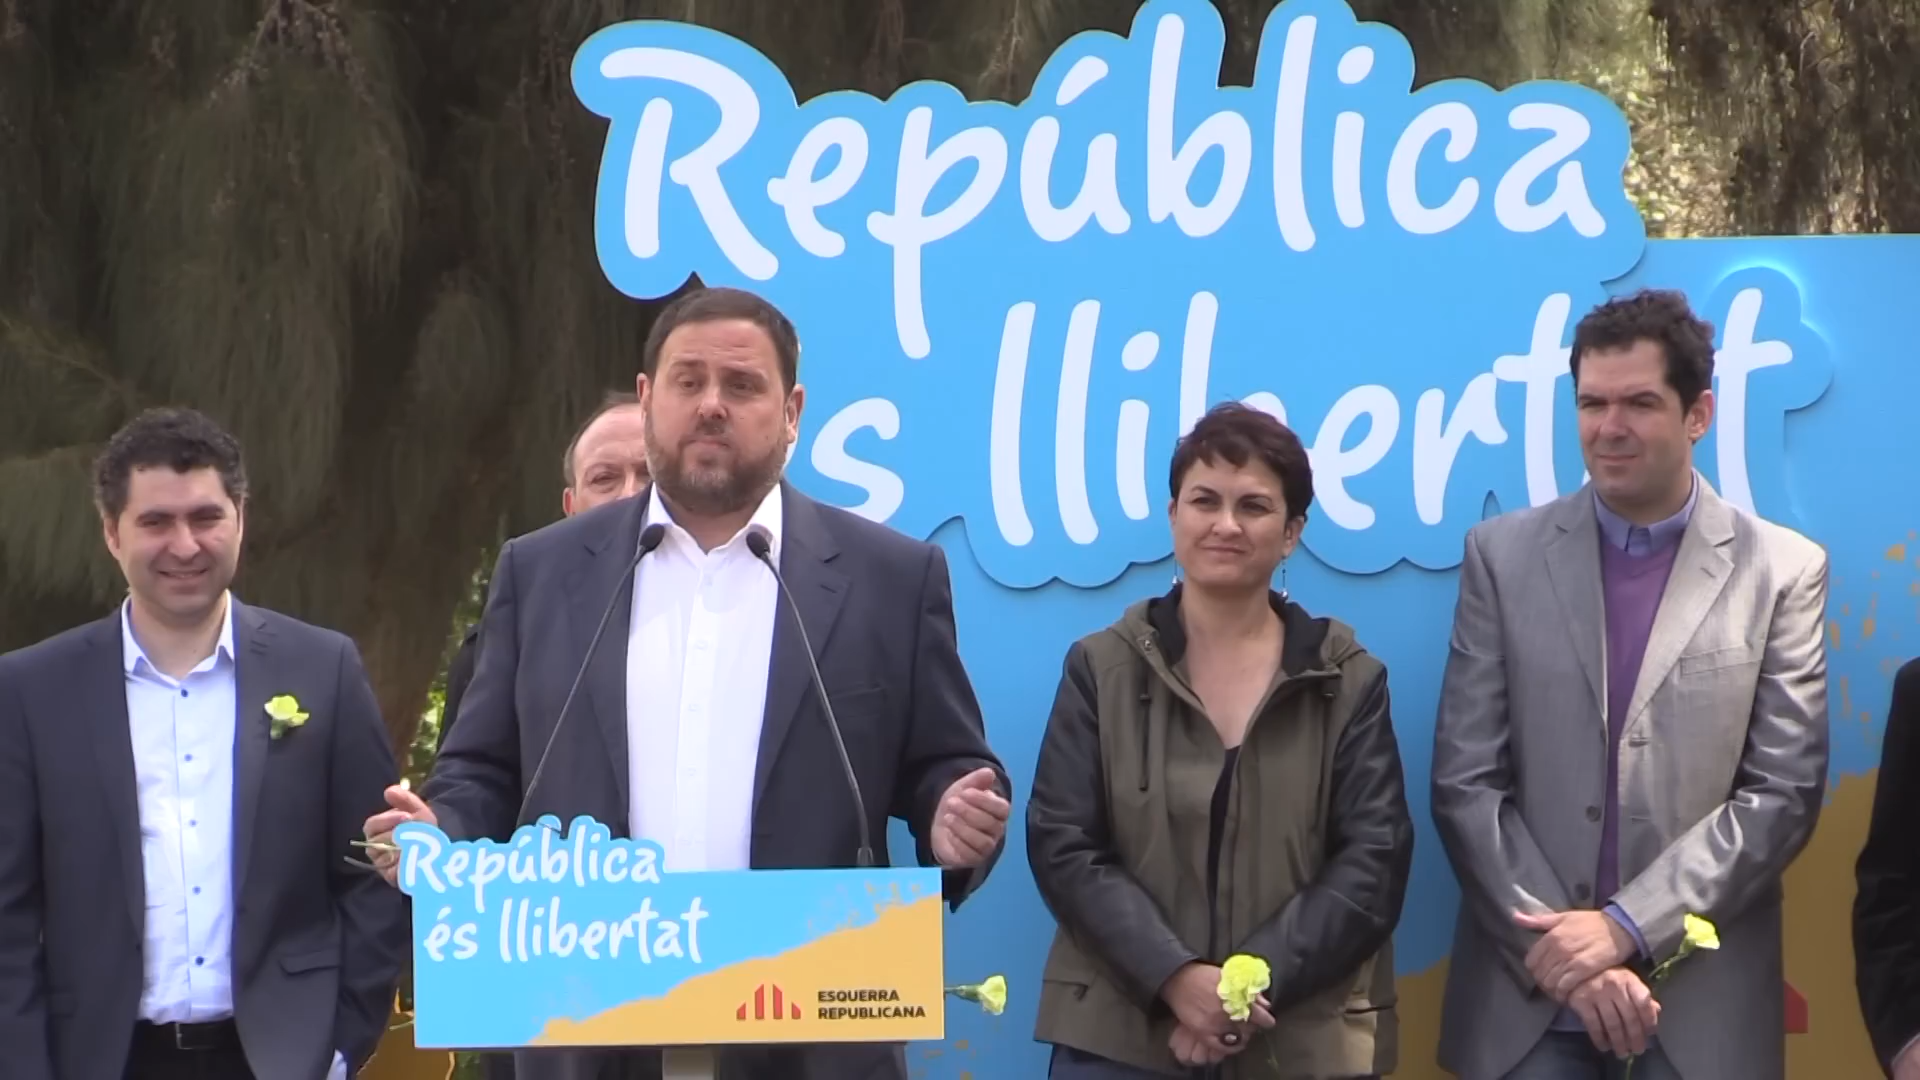 República
és llibertat
República
és llibertat
ESQUERRA
REPUBLICANA